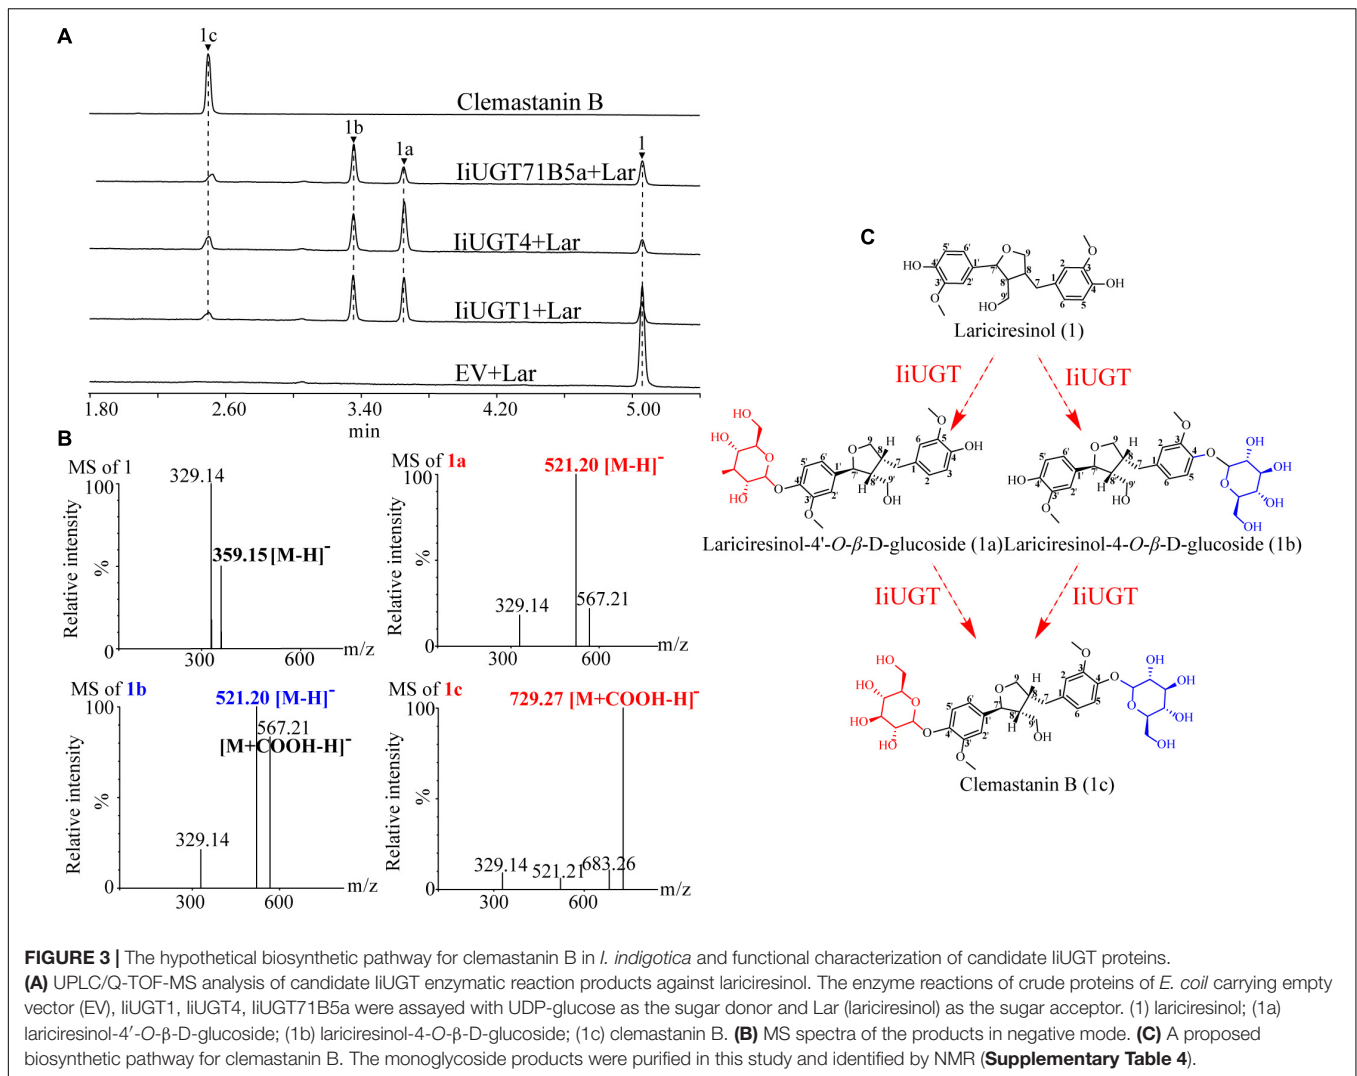 A
1c
Clemastanin B
1b
1a
1
IiUGT71B5a+Lar
IiUGT4+Lar
IiUGT1+Lar
EV+Lar
1.80 2.60 3.40 4.20 5.00
min
B
MS of 1
329.14
100
359.15 [M-H]-
Relative intensity
%
0
300 600 m/z
MS of 1a
521.20 [M-H]-
100
Relative intensity
%
329.14
567.21
0
300 600 m/z
MS of 1b
521.20 [M-H]-
100
567.21
[M+COOH-H]-
Relative intensity
%
329.14
0
300 600 m/z
MS of 1c
729.27 [M+COOH-H]-
100
Relative intensity
%
329.14 521.21 683.26
0
300 600 m/z
C
Lariciresinol (1)
IiUGT IiUGT
Lariciresinol-4'-O-β-D-glucoside (1a) Lariciresinol-4-O-β-D-glucoside (1b)
IiUGT IiUGT
Clemastanin B (1c)
FIGURE 3 | The hypothetical biosynthetic pathway for clemastanin B in I. indigotica and functional characterization of candidate IiUGT proteins.
(A) UPLC/Q-TOF-MS analysis of candidate IiUGT enzymatic reaction products against lariciresinol. The enzyme reactions of crude proteins of E. coli carrying empty
vector (EV), IiUGT1, IiUGT4, IiUGT71B5a were assayed with UDP-glucose as the sugar donor and Lar (lariciresinol) as the sugar acceptor. (1) lariciresinol; (1a)
lariciresinol-4′-O-β-D-glucoside; (1b) lariciresinol-4-O-β-D-glucoside; (1c) clemastanin B. (B) MS spectra of the products in negative mode. (C) A proposed
biosynthetic pathway for clemastanin B. The monoglycoside products were purified in this study and identified by NMR (Supplementary Table 4).